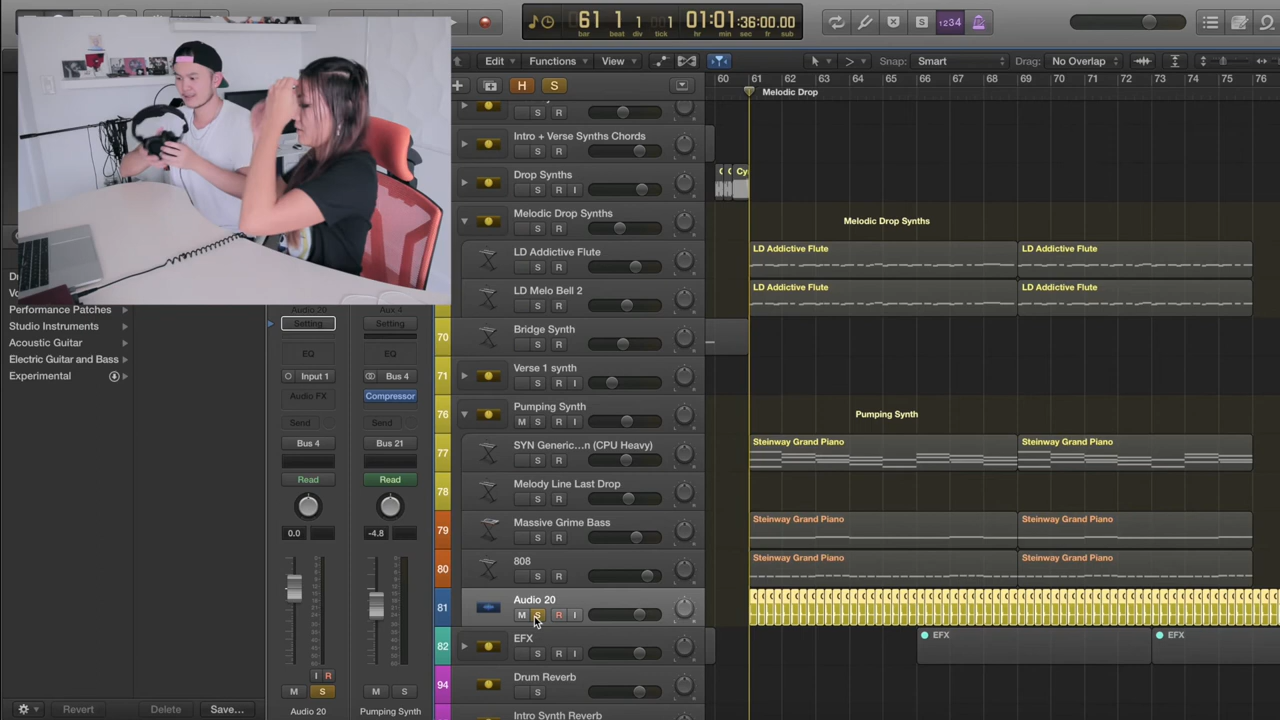 61 1 1 1 01:01:36:00.00
bar beat div tick hr min sec fr sub
1234
Edit Functions View Snap: Smart Drag: No Overlap
H S
60 61 62 63 64 65 66 67 68 69 70 71 72 73 74 75 76
Melodic Drop
S R
Intro + Verse Synths Chords
S R
Drop Synths
S R I
Cy
Melodic Drop Synths
S R
Melodic Drop Synths
LD Addictive Flute
S R
LD Addictive Flute
LD Addictive Flute
LD Melo Bell 2
S R
LD Addictive Flute
LD Addictive Flute
70
Bridge Synth
S R
71
Verse 1 synth
S R I
76
Pumping Synth
M S R I
Pumping Synth
77
SYN Generic...n (CPU Heavy)
S R
Steinway Grand Piano
Steinway Grand Piano
78
Melody Line Last Drop
S R
79
Massive Grime Bass
S R
Steinway Grand Piano
Steinway Grand Piano
80
808
S R
Steinway Grand Piano
Steinway Grand Piano
81
Audio 20
M S R I
82
EFX
S R I
EFX
EFX
94
Drum Reverb
S
Intro Synth Reverb
Performance Patches
Studio Instruments
Acoustic Guitar
Electric Guitar and Bass
Experimental
Audio 20 Aux 4
Setting Setting
EQ EQ
Input 1 Bus 4
Audio FX Compressor
Send Send
Bus 4 Bus 21
Read Read
0.0 -4.8
I R
M S M S
Audio 20 Pumping Synth
Revert Delete Save...